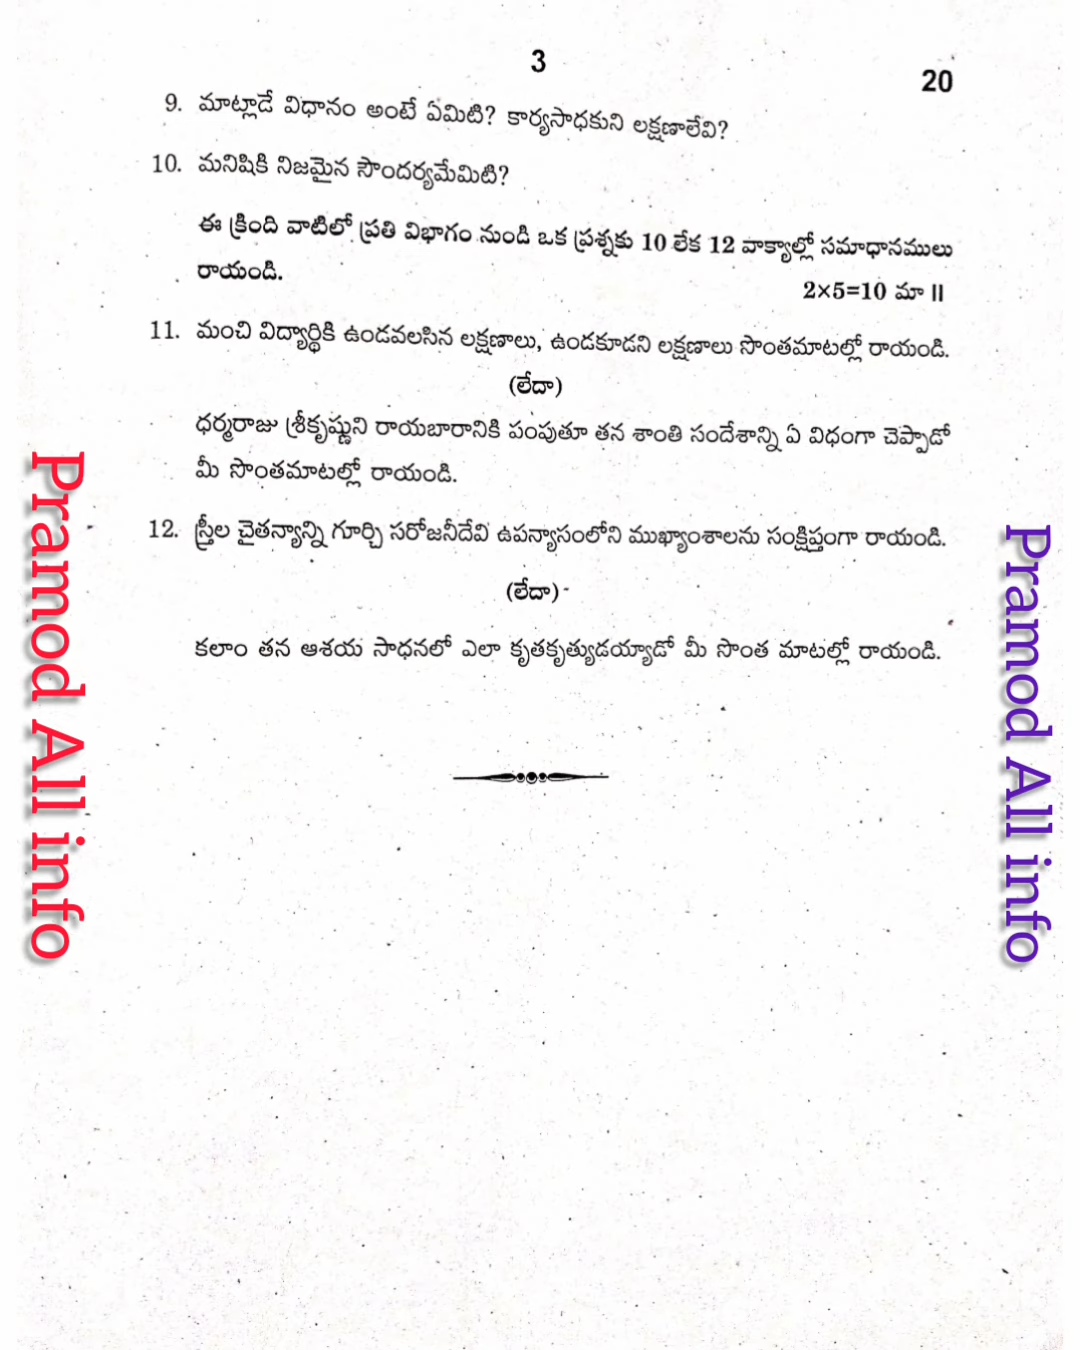 3
20
9. మాట్లాడే విధానం అంటే ఏమిటి? కార్యసాధకుని లక్షణాలేవి?
10. మనిషికి నిజమైన సౌందర్యమేమిటి?
ఈ క్రింది వాటిలో ప్రతి విభాగం నుండి ఒక ప్రశ్నకు 10 లేక 12 వాక్యాల్లో సమాధానములు
రాయండి.
2×5=10 మా॥
11. మంచి విద్యార్థికి ఉండవలసిన లక్షణాలు, ఉండకూడని లక్షణాలు సొంతమాటల్లో రాయండి.
(లేదా)
ధర్మరాజు శ్రీకృష్ణుని రాయబారానికి పంపుతూ తన శాంతి సందేశాన్ని ఏ విధంగా చెప్పాడో
మీ సొంతమాటల్లో రాయండి.
12. స్త్రీల చైతన్యాన్ని గూర్చి సరోజనీదేవి ఉపన్యాసంలోని ముఖ్యాంశాలను సంక్షిప్తంగా రాయండి.
(లేదా)
కలాం తన ఆశయ సాధనలో ఎలా కృతకృత్యుడయ్యాడో మీ సొంత మాటల్లో రాయండి.
Pramod All info
Pramod All info